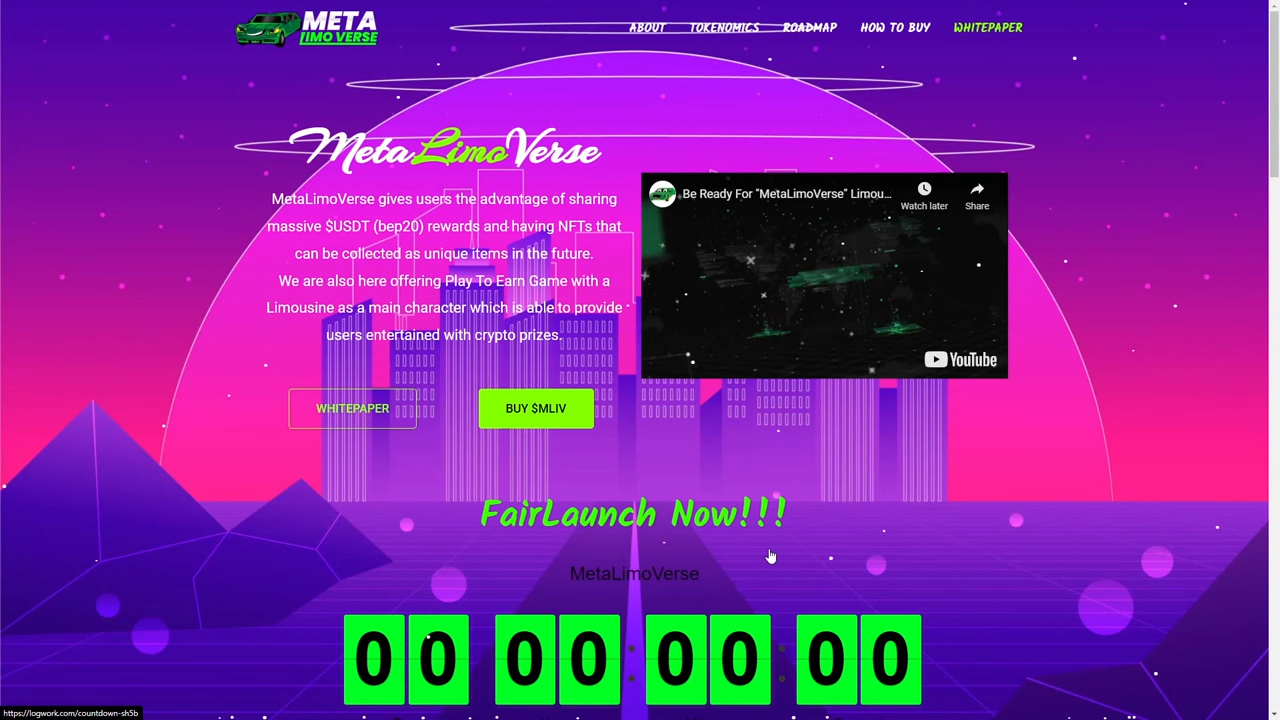 META
LIMO VERSE
ABOUT
TOKENOMICS
ROADMAP
HOW TO BUY
WHITEPAPER
MetaLimoVerse
MetaLimoVerse gives users the advantage of sharing
massive $USDT (bep20) rewards and having NFTs that
can be collected as unique items in the future.
We are also here offering Play To Earn Game with a
Limousine as a main character which is able to provide
users entertained with crypto prizes.
WHITEPAPER
BUY $MLIV
Be Ready For "MetaLimoVerse" Limou...
Watch later
Share
YouTube
FairLaunch Now!!!
MetaLimoVerse
00 00 : 00 : 00
https://logwork.com/countdown-sh5b